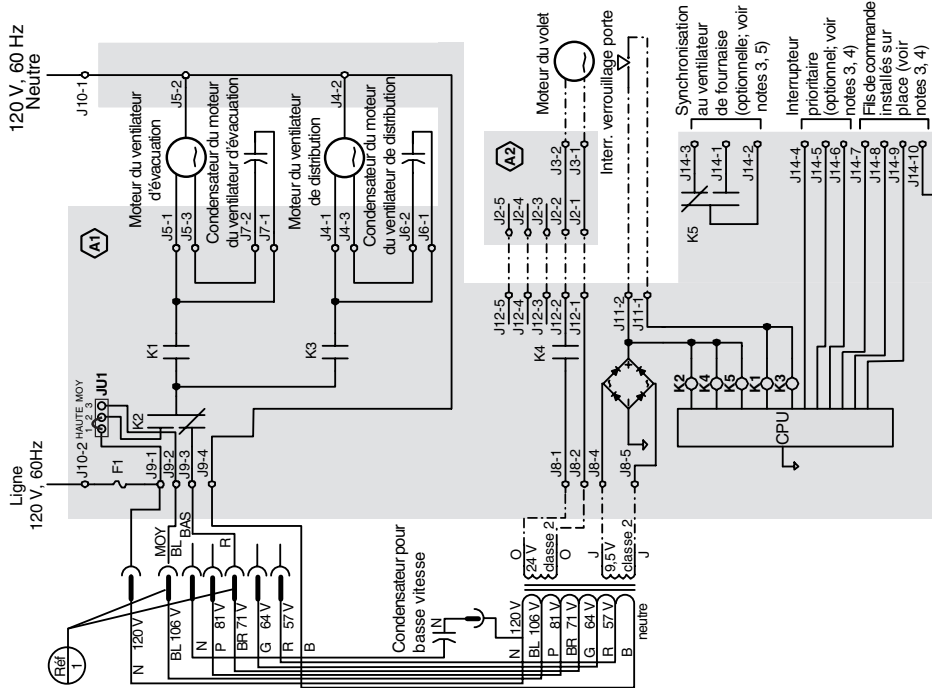 120 V, 60 Hz
Neutre
J10-1
Ligne
120 V, 60Hz
J10-2
F1
HAUTE MOY
1 2 3
JU1
J9-1
J9-2
J9-3
J9-4
K2
K1
K3
A1
Moteur du ventilateur
d'évacuation
J5-1
J5-3
J5-2
Condensateur du moteur
du ventilateur d'évacuation
J7-2
J7-1
Moteur du ventilateur
de distribution
J4-1
J4-3
J4-2
Condensateur du moteur
du ventilateur de distribution
J6-2
J6-1
Réf
1
MOY
BL
BAS
R
N 120 V
BL 106 V
N
P 81 V
BR 71 V
G 64 V
R 57 V
B
Condensateur pour
basse vitesse
N
N 120 V
BL 106 V
P 81 V
BR 71 V
G 64 V
R 57 V
B
neutre
O
24 V
classe 2
O
J
9,5 V
classe 2
J
J8-1
J8-2
J8-4
J8-5
K4
J12-5
J12-4
J12-3
J12-2
J12-1
J11-2
J11-1
A2
J2-5
J2-4
J2-3
J2-2
J2-1
J3-2
J3-1
Moteur du volet
Interr. verrouillage porte
K2
K4
K5
K1
K3
CPU
K5
J14-3
J14-1
J14-2
Synchronisation
au ventilateur
de fournaise
(optionnelle; voir
notes 3, 5)
J14-4
J14-5
J14-6
Interrupteur
prioritaire
(optionnel; voir
notes 3, 4)
J14-7
J14-8
J14-9
J14-10
Fils de commande
installés sur
place (voir
notes 3, 4)